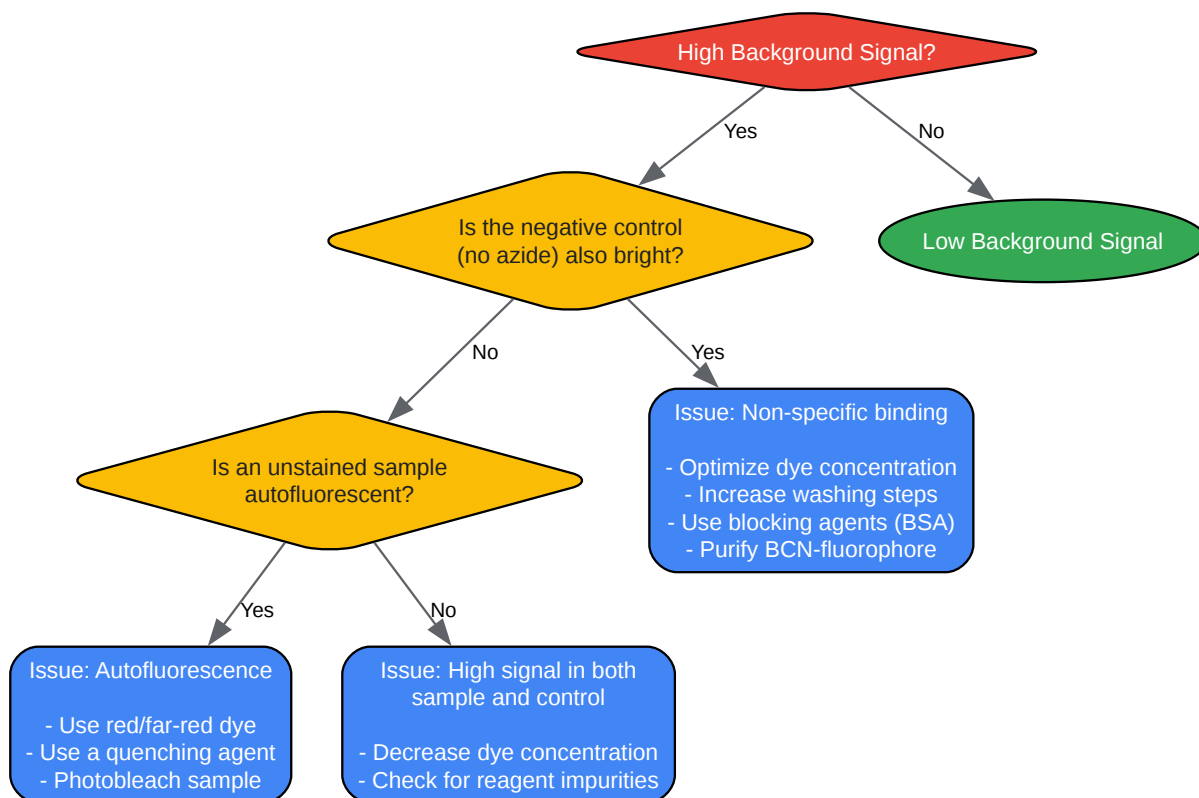 High Background Signal?
Yes
No
Is the negative control
(no azide) also bright?
Low Background Signal
No
Yes
Is an unstained sample
autofluorescent?
Issue: Non-specific binding
- Optimize dye concentration
- Increase washing steps
- Use blocking agents (BSA)
- Purify BCN-fluorophore
Yes
No
Issue: Autofluorescence
- Use red/far-red dye
- Use a quenching agent
- Photobleach sample
Issue: High signal in both
sample and control
- Decrease dye concentration
- Check for reagent impurities